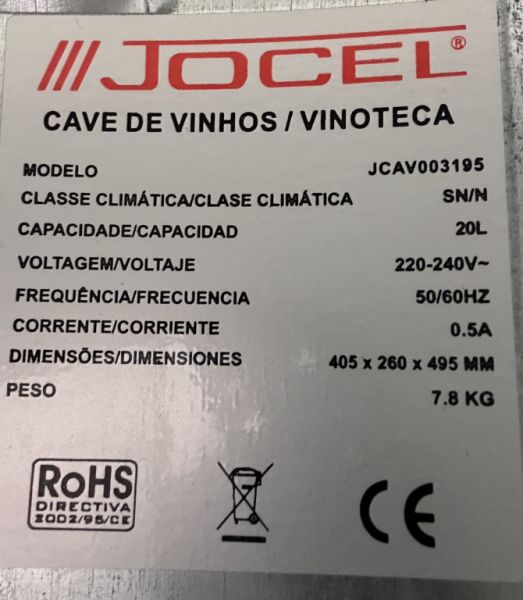 JOCEL®
CAVE DE VINHOS / VINOTECA
MODELO JCAV003195
CLASSE CLIMÁTICA/CLASE CLIMÁTICA SN/N
CAPACIDADE/CAPACIDAD 20L
VOLTAGEM/VOLTAJE 220-240V~
FREQUÊNCIA/FRECUENCIA 50/60HZ
CORRENTE/CORRIENTE 0.5A
DIMENSÕES/DIMENSIONES 405 x 260 x 495 MM
PESO 7.8 KG
RoHS
DIRECTIVA
2002/95/CE
CE